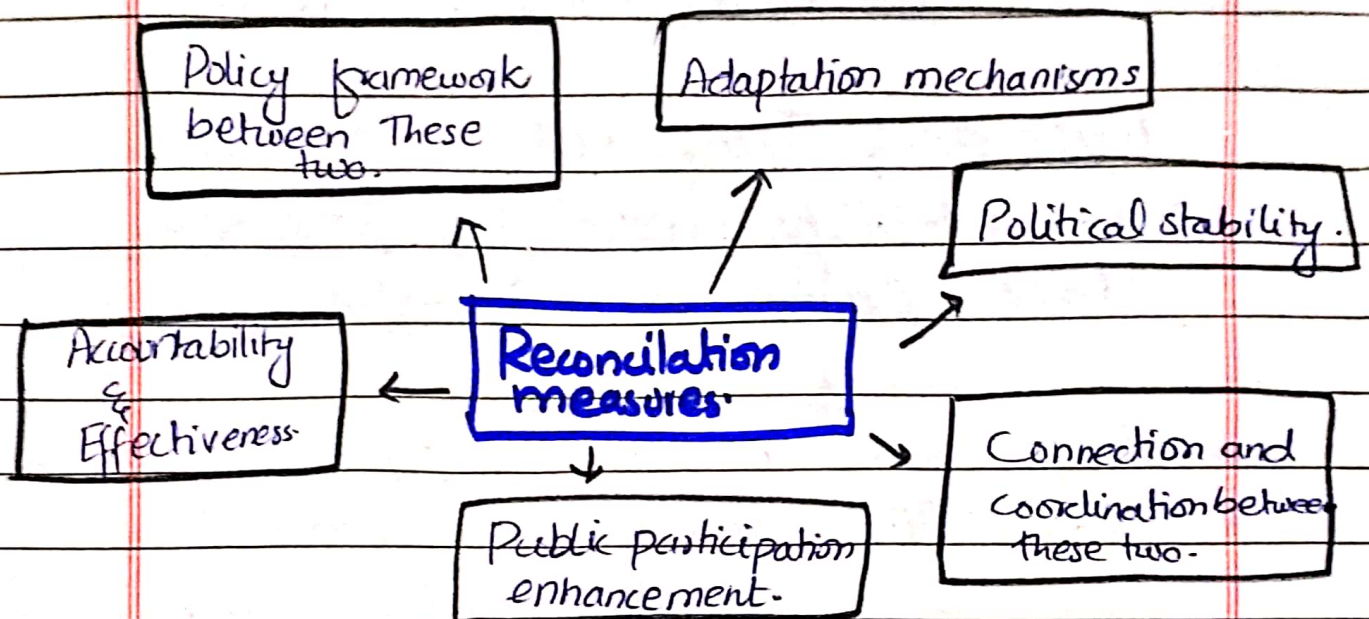 Policy framework
between These
two.
Adaptation mechanisms
Political stability.
Reconcilation
measures.
Accountability
&
Effectiveness.
Connection and
coordination between
these two.
Public participation
enhancement.